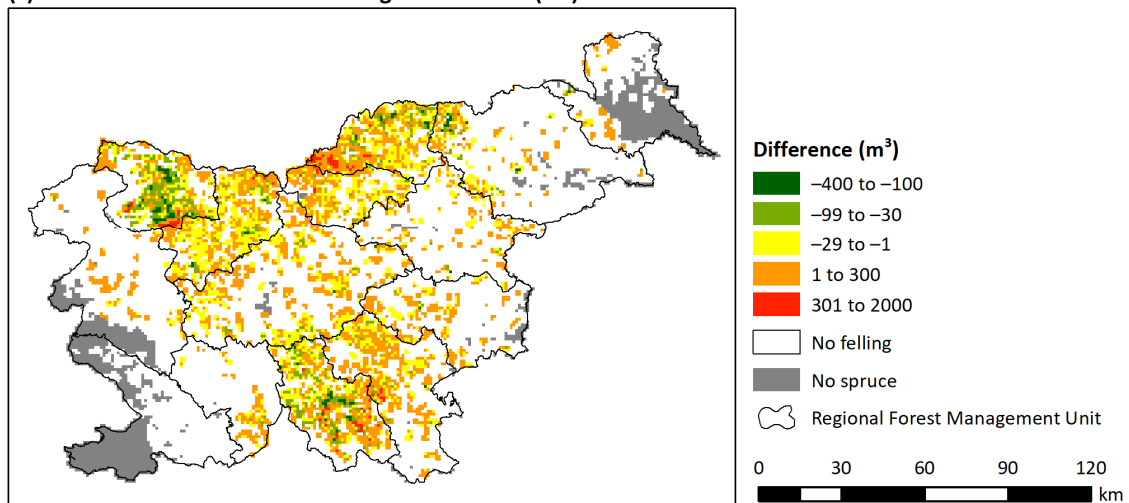 Difference (m³)
–400 to –100
–99 to –30
–29 to –1
1 to 300
301 to 2000
No felling
No spruce
Regional Forest Management Unit
0 30 60 90 120
km